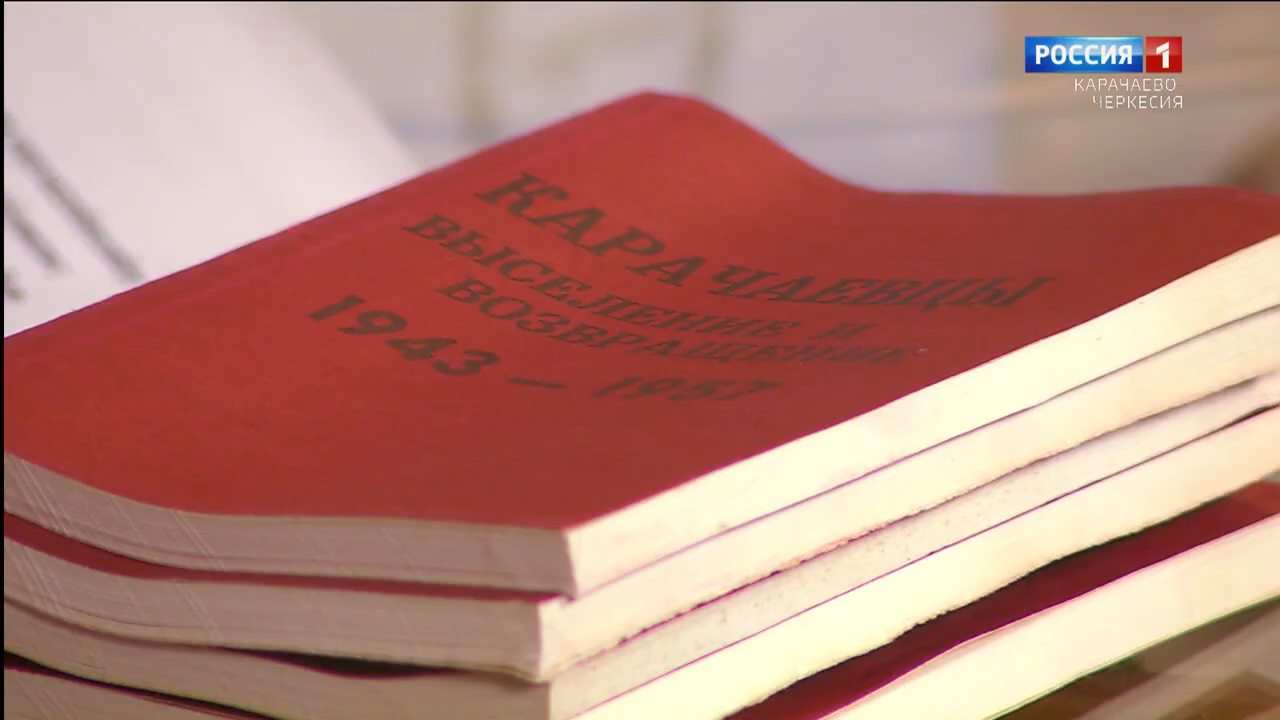 РОССИЯ 1
КАРАЧАЕВО-
ЧЕРКЕСИЯ
КАРАЧАЕВЦЫ
ВЫСЕЛЕНИЕ И
ВОЗВРАЩЕНИЕ
1943 — 1957